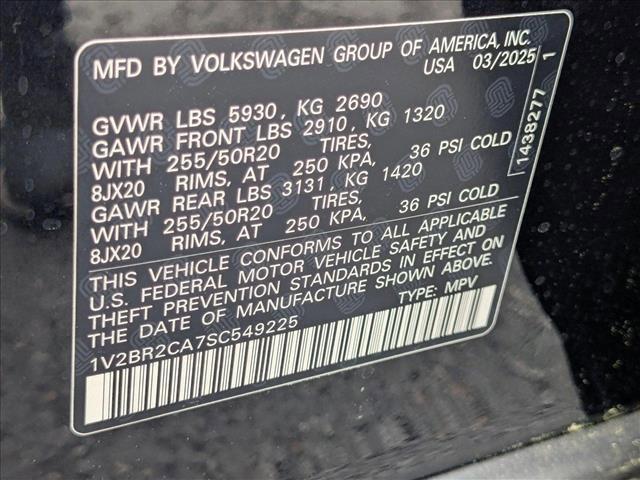 MFD BY VOLKSWAGEN GROUP OF AMERICA, INC.
USA 03/2025
GVWR LBS 5930, KG 2690
GAWR FRONT LBS 2910, KG 1320
WITH 255/50R20 TIRES,
8JX20 RIMS, AT 250 KPA, 36 PSI COLD
GAWR REAR LBS 3131, KG 1420
WITH 255/50R20 TIRES,
8JX20 RIMS, AT 250 KPA, 36 PSI COLD
THIS VEHICLE CONFORMS TO ALL APPLICABLE
U.S. FEDERAL MOTOR VEHICLE SAFETY AND
THEFT PREVENTION STANDARDS IN EFFECT ON
THE DATE OF MANUFACTURE SHOWN ABOVE.
1V2BR2CA7SC549225 TYPE: MPV
1438277 1